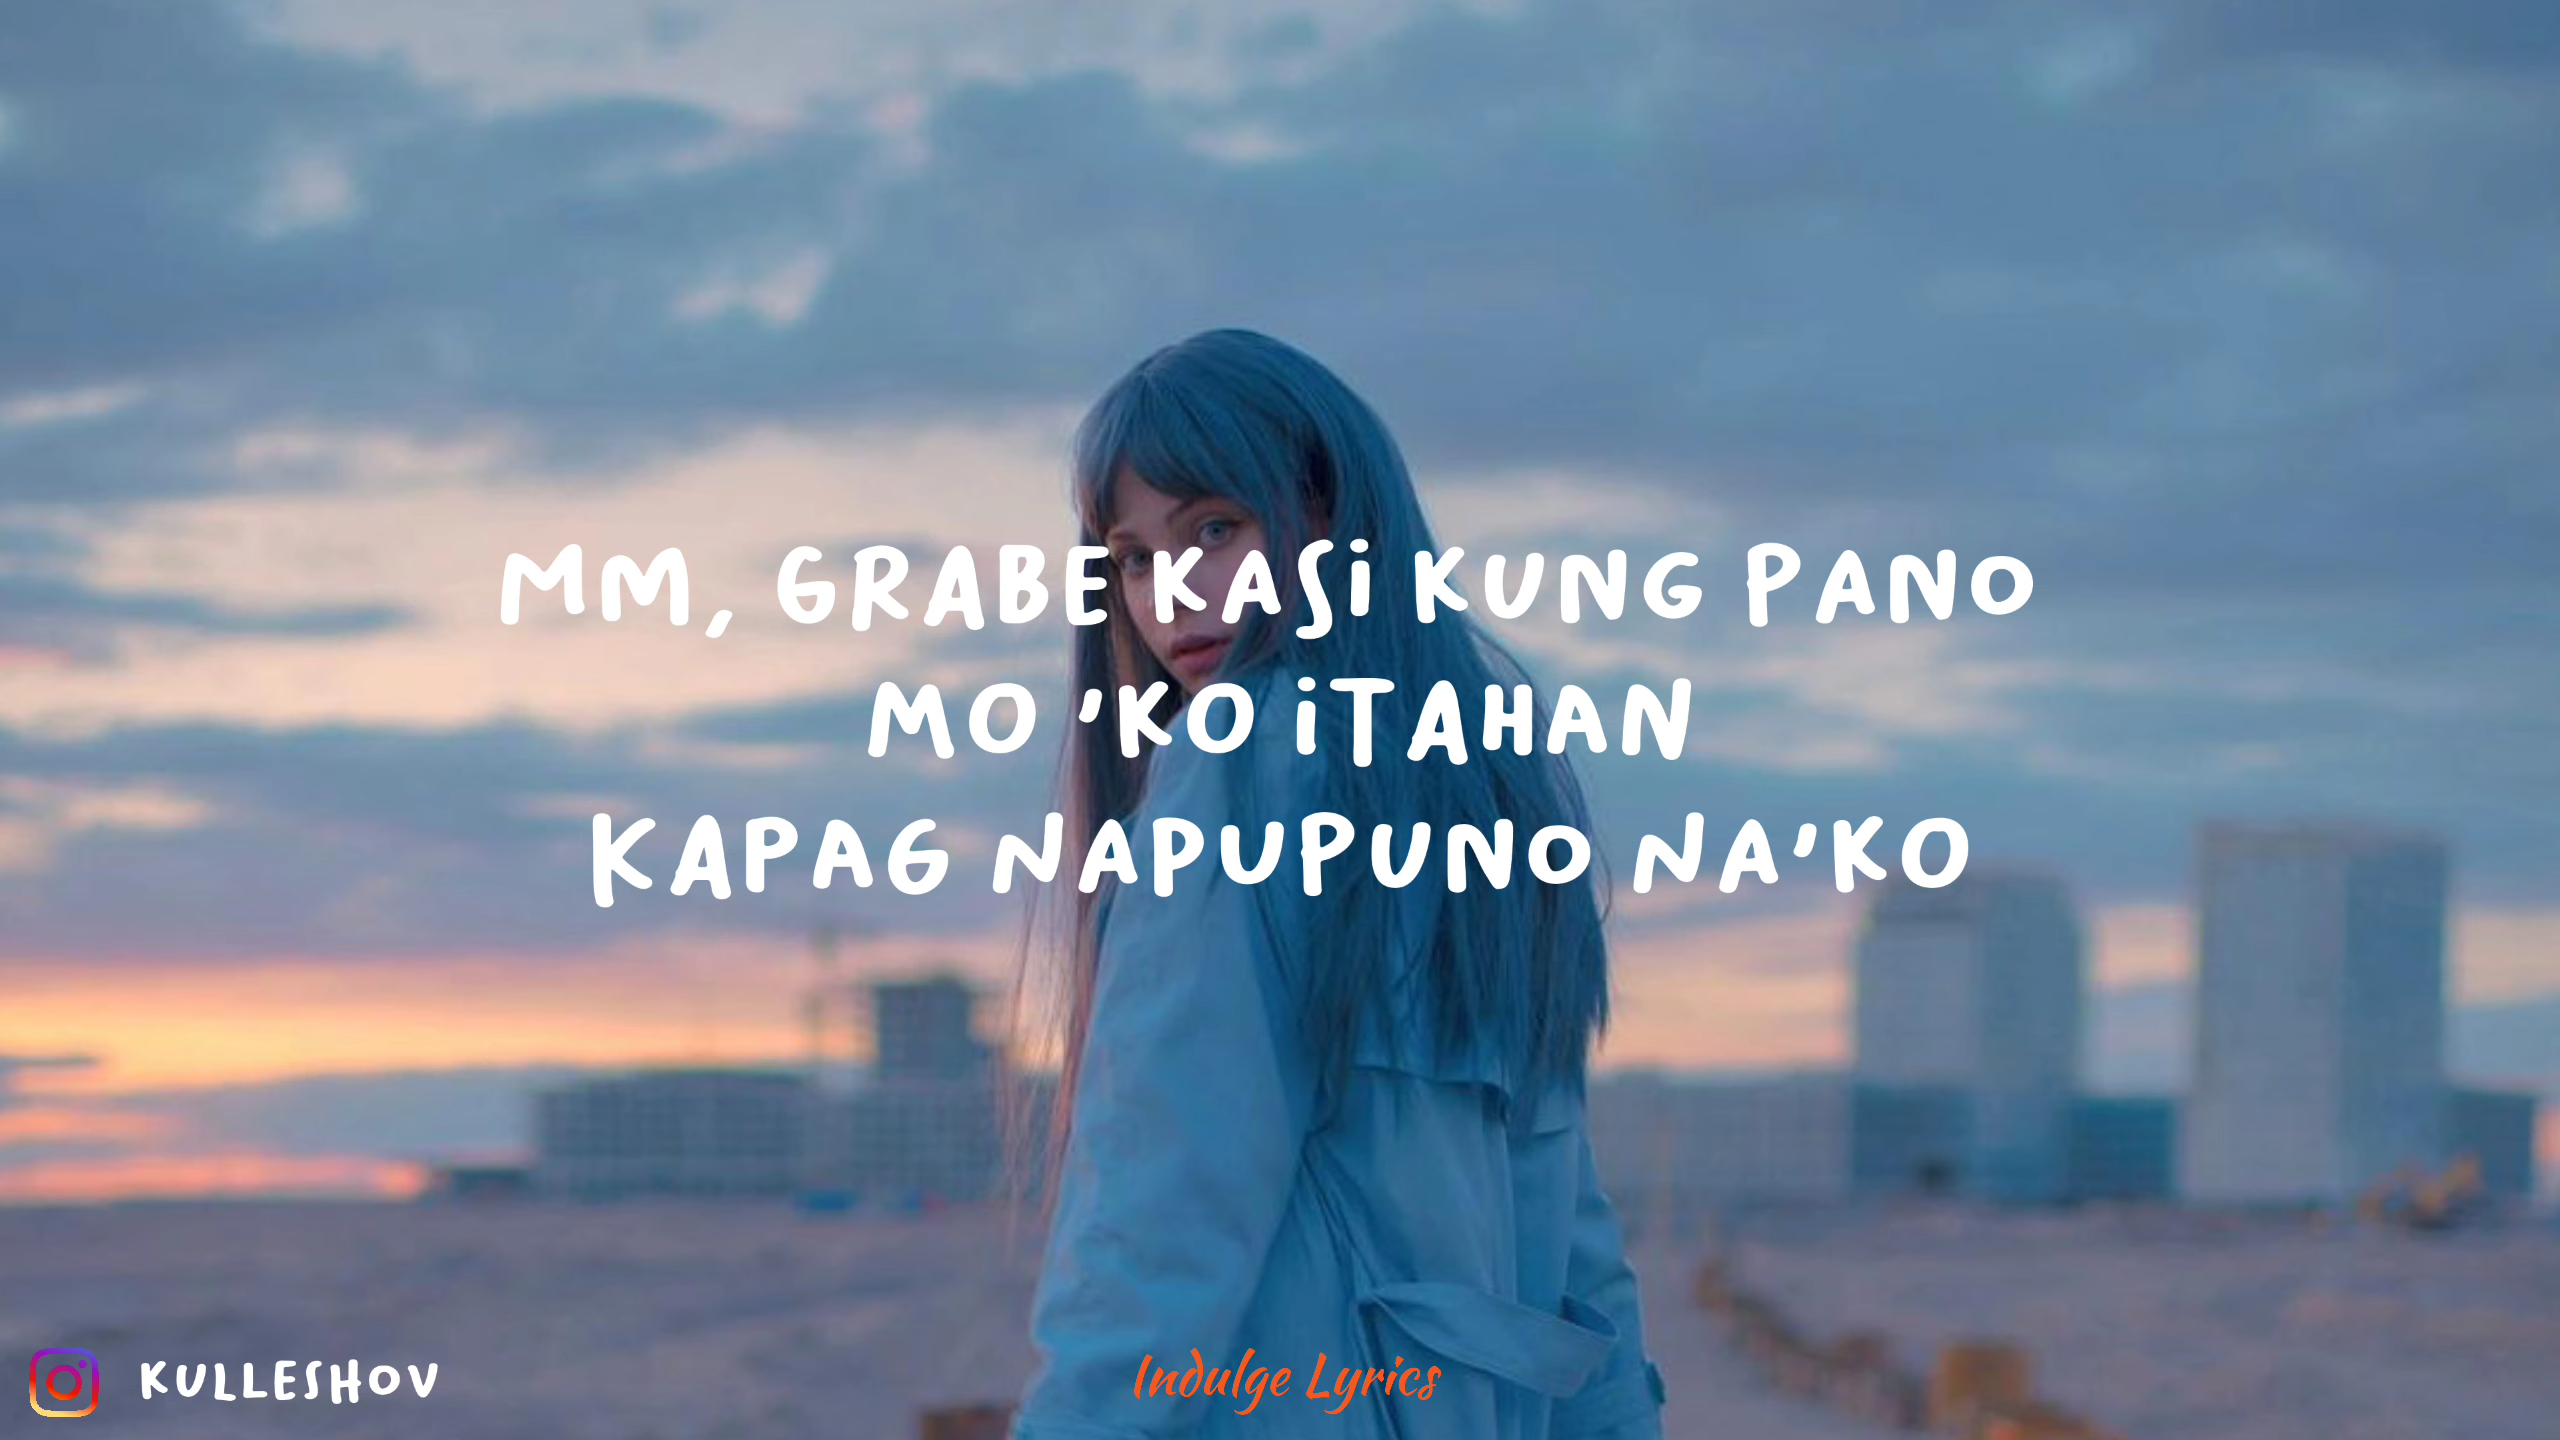 MM, GRABE KASI KUNG PANO
MO 'KO ITAHAN
KAPAG NAPUPUNO NA'KO
KULLESHOV
Indulge Lyrics